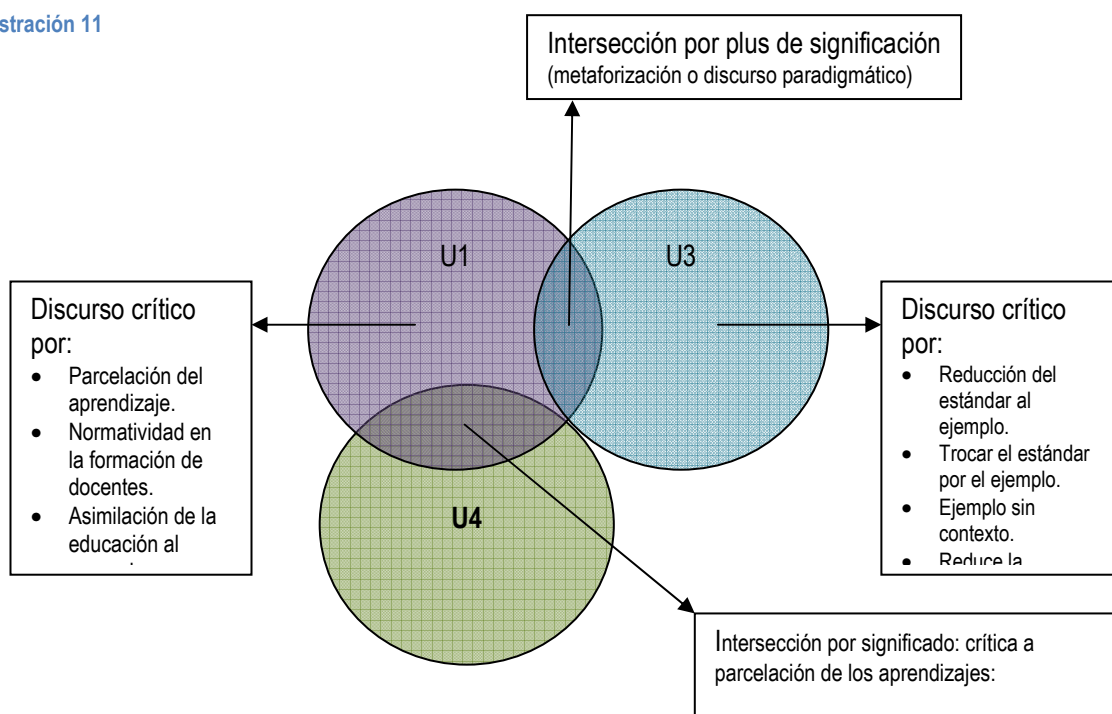 stración 11
Intersección por plus de significación
(metaforización o discurso paradigmático)
U1
U3
Discurso crítico
por:
• Parcelación del
aprendizaje.
• Normatividad en
la formación de
docentes.
• Asimilación de la
educación al
Discurso crítico
por:
• Reducción del
estándar al
ejemplo.
• Trocar el estándar
por el ejemplo.
• Ejemplo sin
contexto.
• Reduce la
U4
Intersección por significado: crítica a
parcelación de los aprendizajes: